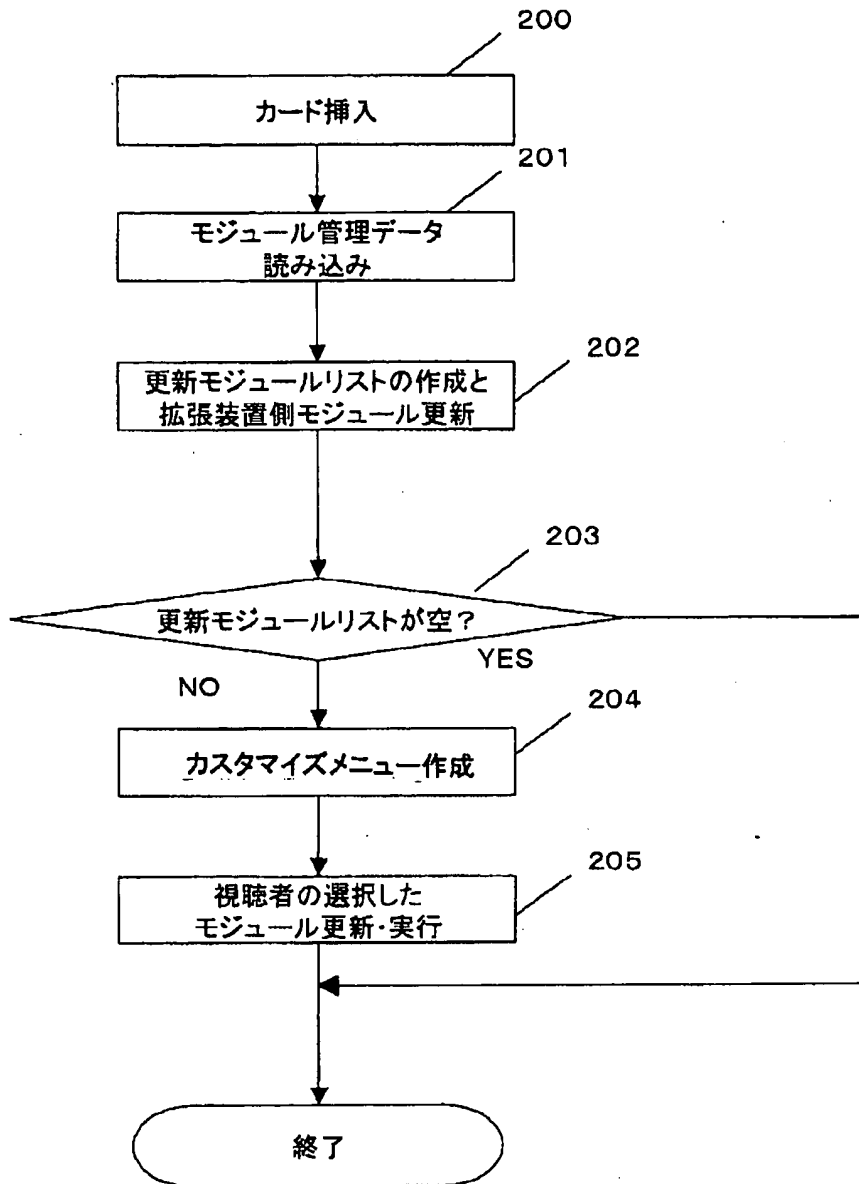 200
カード挿入
201
モジュール管理データ
読み込み
202
更新モジュールリストの作成と
拡張装置側モジュール更新
203
更新モジュールリストが空？
YES
NO
204
カスタマイズメニュー作成
205
視聴者の選択した
モジュール更新・実行
終了